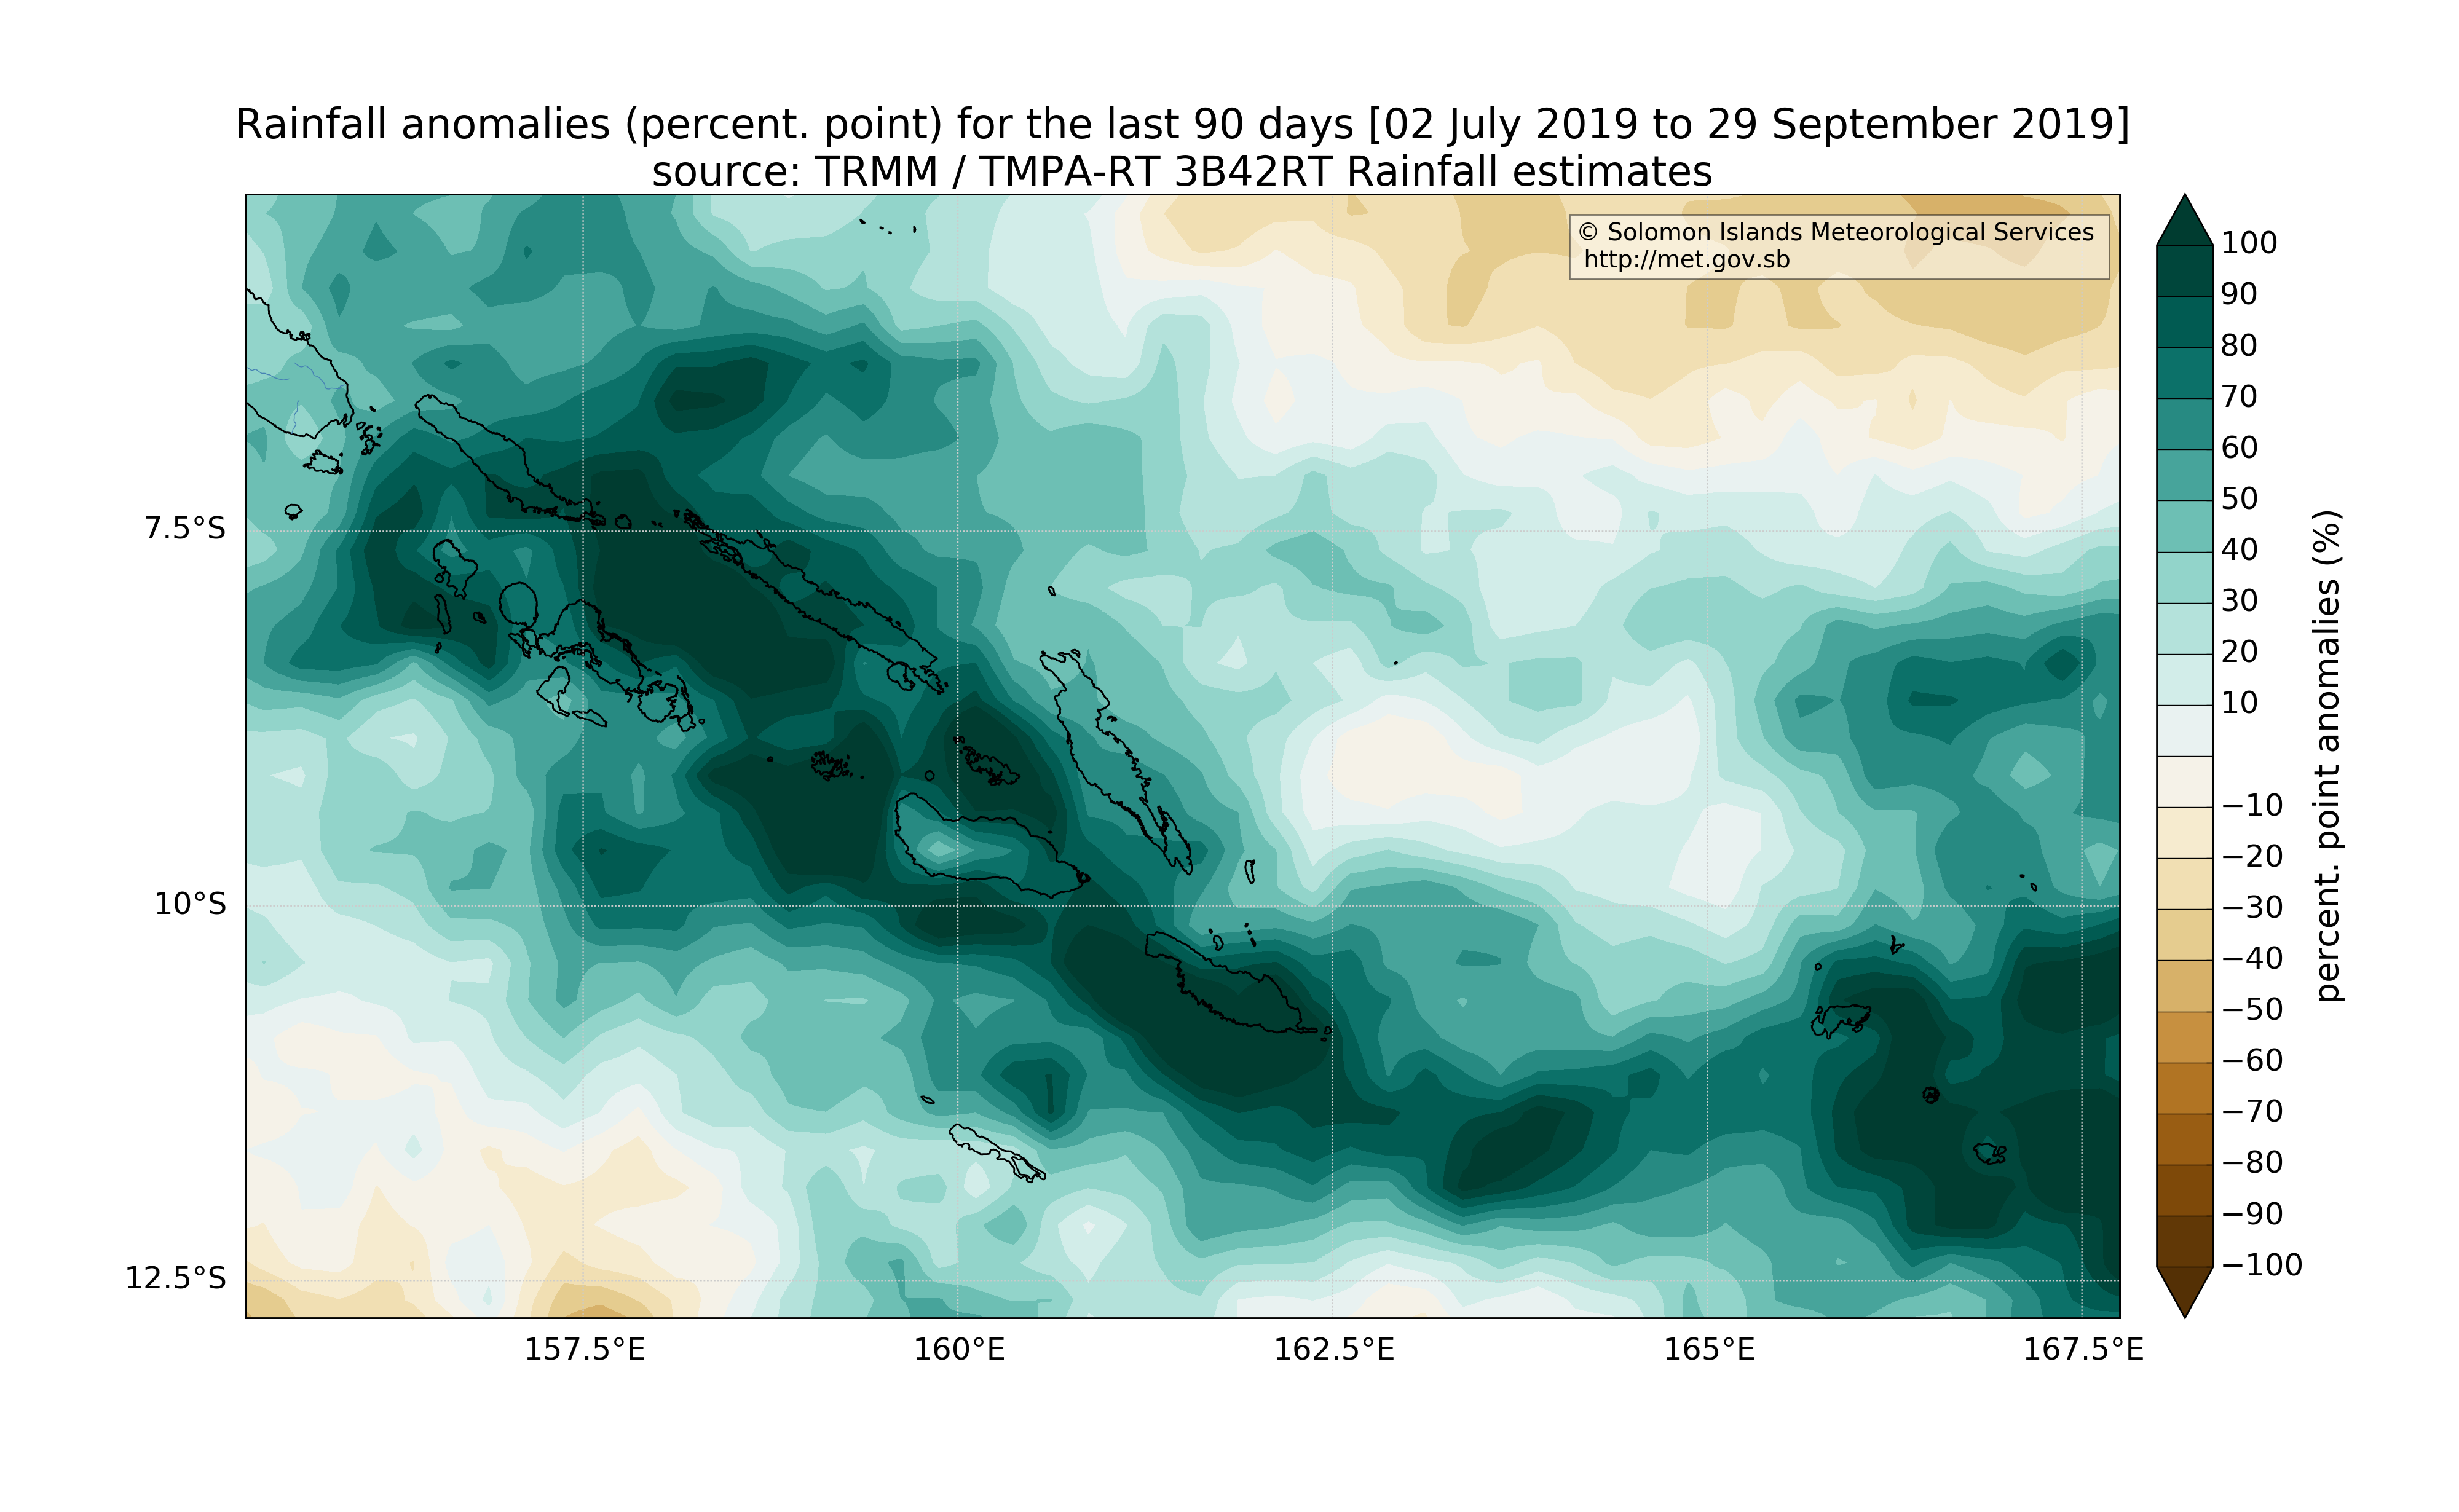 Rainfall anomalies (percent. point) for the last 90 days [02 July 2019 to 29 September 2019]
source: TRMM / TMPA-RT 3B42RT Rainfall estimates
© Solomon Islands Meteorological Services
http://met.gov.sb
7.5°S
10°S
12.5°S
157.5°E
160°E
162.5°E
165°E
167.5°E
100
90
80
70
60
50
40
30
20
10
−10
−20
−30
−40
−50
−60
−70
−80
−90
−100
percent. point anomalies (%)